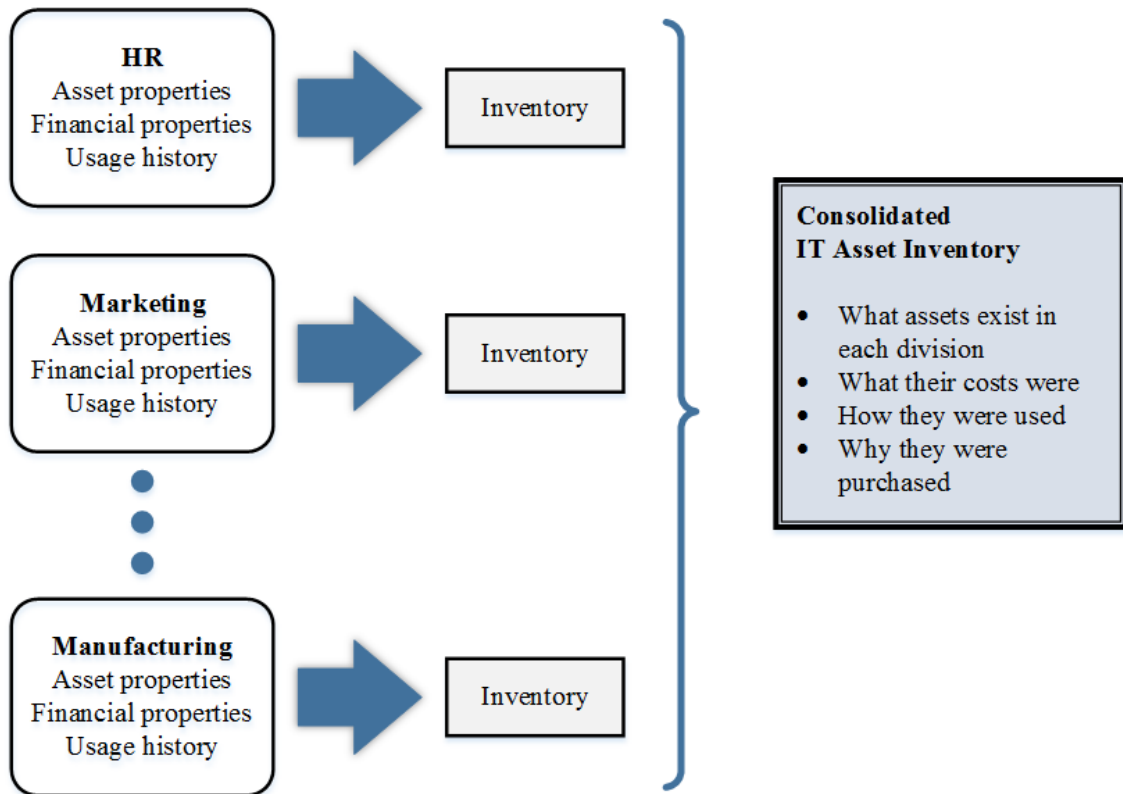 HR
Asset properties
Financial properties
Usage history
Inventory
Marketing
Asset properties
Financial properties
Usage history
Inventory
Manufacturing
Asset properties
Financial properties
Usage history
Inventory
Consolidated
IT Asset Inventory
• What assets exist in
each division
• What their costs were
• How they were used
• Why they were
purchased